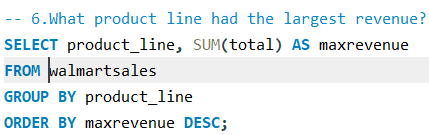 -- 6.What product line had the largest revenue?
SELECT product_line, SUM(total) AS maxrevenue
FROM walmartsales
GROUP BY product_line
ORDER BY maxrevenue DESC;